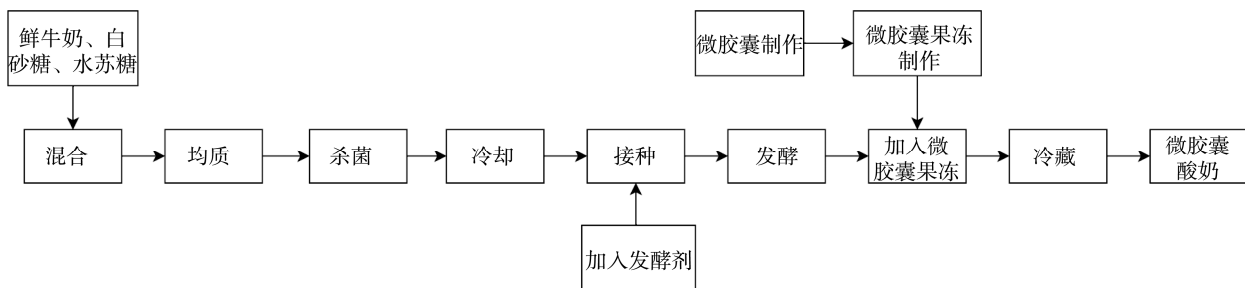 鲜牛奶、白
砂糖、水苏糖
微胶囊制作
微胶囊果冻
制作
混合
均质
杀菌
冷却
接种
发酵
加入微
胶囊果冻
冷藏
微胶囊
酸奶
加入发酵剂